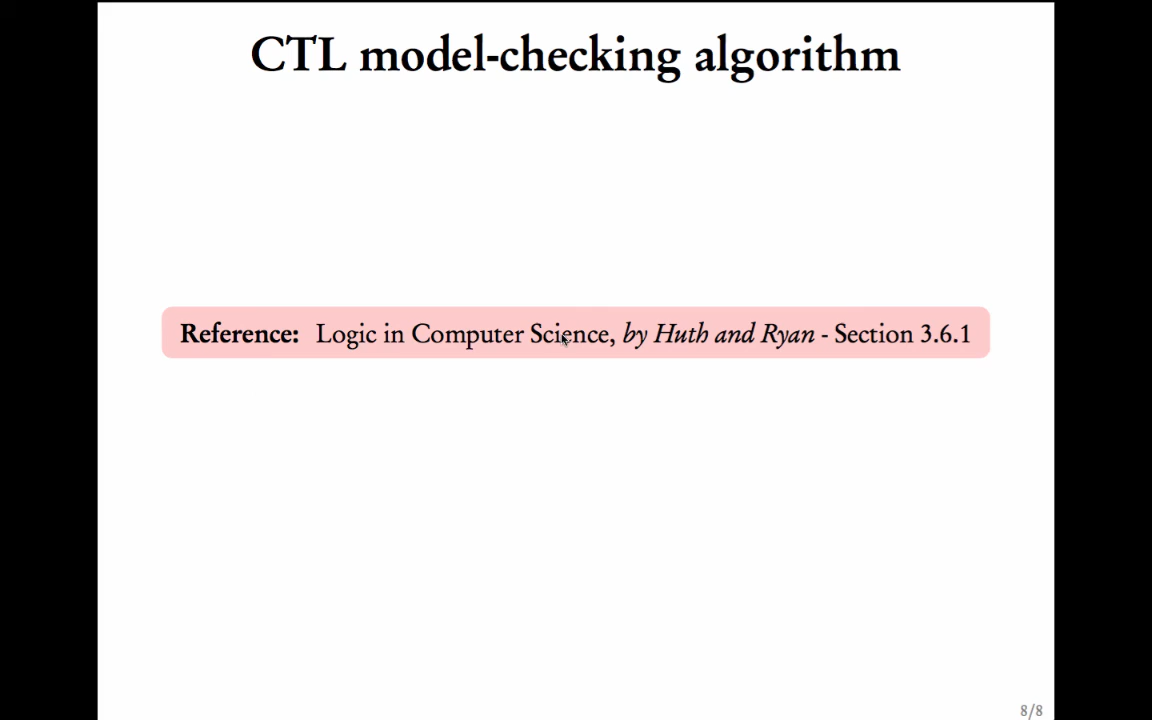 CTL model-checking algorithm
Reference: Logic in Computer Science, by Huth and Ryan - Section 3.6.1
8/8